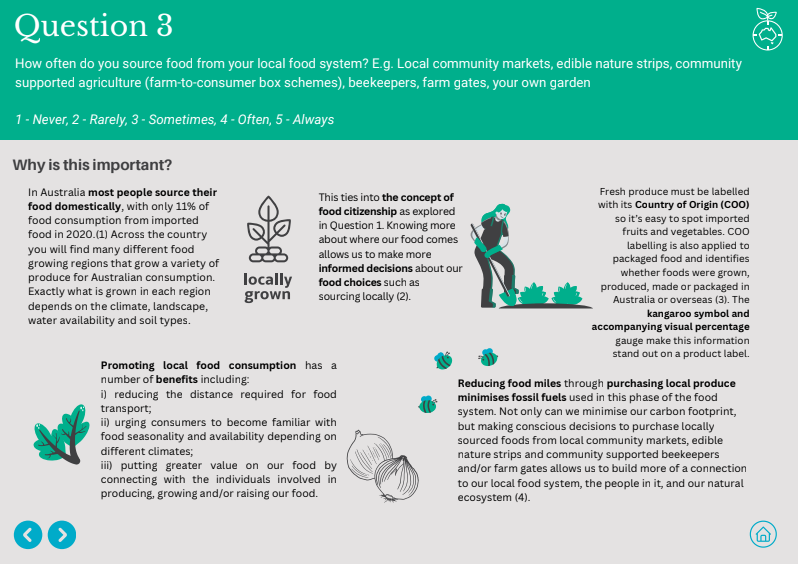 Question 3
How often do you source food from your local food system? E.g. Local community markets, edible nature strips, community
supported agriculture (farm-to-consumer box schemes), beekeepers, farm gates, your own garden
1 - Never, 2 - Rarely, 3 - Sometimes, 4 - Often, 5 - Always
Why is this important?
In Australia most people source their
food domestically, with only 11% of
food consumption from imported
food in 2020.(1) Across the country
you will find many different food
growing regions that grow a variety of
produce for Australian consumption.
Exactly what is grown in each region
depends on the climate, landscape,
water availability and soil types.
locally
grown
This ties into the concept of
food citizenship as explored
in Question 1. Knowing more
about where our food comes
allows us to make more
informed decisions about our
food choices such as
sourcing locally (2).
Fresh produce must be labelled
with its Country of Origin (COO)
so it's easy to spot imported
fruits and vegetables. COO
labelling is also applied to
packaged food and identifies
whether foods were grown,
produced, made or packaged in
Australia or overseas (3). The
kangaroo symbol and
accompanying visual percentage
gauge make this information
stand out on a product label.
Promoting local food consumption has a
number of benefits including:
i) reducing the distance required for food
transport;
ii) urging consumers to become familiar with
food seasonality and availability depending on
different climates;
iii) putting greater value on our food by
connecting with the individuals involved in
producing, growing and/or raising our food.
Reducing food miles through purchasing local produce
minimises fossil fuels used in this phase of the food
system. Not only can we minimise our carbon footprint,
but making conscious decisions to purchase locally
sourced foods from local community markets, edible
nature strips and community supported beekeepers
and/or farm gates allows us to build more of a connection
to our local food system, the people in it, and our natural
ecosystem (4).